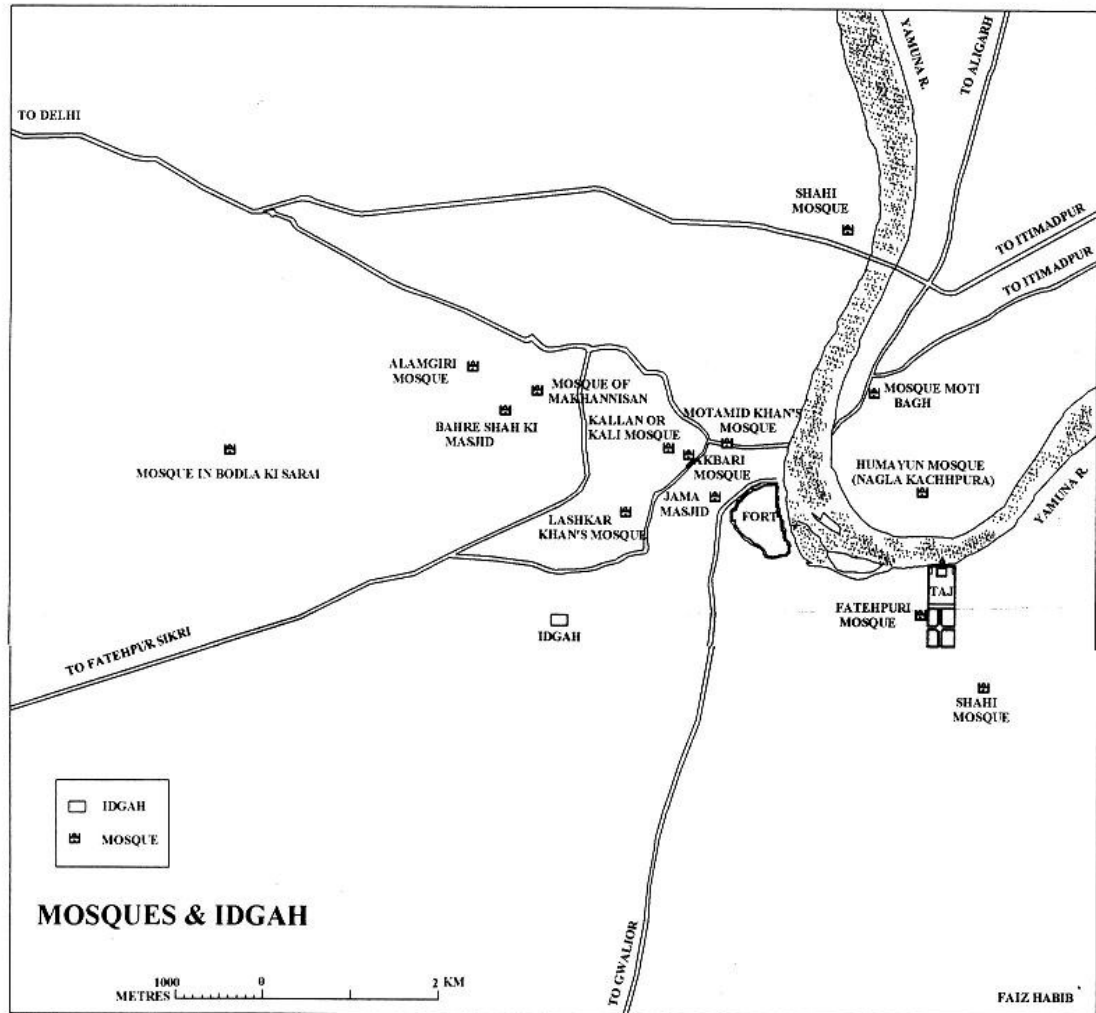 YAMUNA R.
TO ALIGARH
TO DELHI
SHAHI
MOSQUE
TO ITIMADPUR
TO ITIMADPUR
ALAMGIRI
MOSQUE
MOSQUE OF
MAKHANNISAN
MOSQUE MOTI
BAGH
BAHRE SHAH KI
MASJID
KALLAN OR
KALI MOSQUE
MOTAMID KHAN'S
MOSQUE
MOSQUE IN BODLA KI SARAI
AKBARI
MOSQUE
HUMAYUN MOSQUE
(NAGLA KACHHPURA)
YAMUNA R.
JAMA
MASJID
FORT
LASHKAR
KHAN'S MOSQUE
TAJ
FATEHPURI
MOSQUE
IDGAH
TO FATEHPUR SIKRI
SHAHI
MOSQUE
IDGAH
MOSQUE
MOSQUES & IDGAH
TO GWALIOR
1000 0 2 KM
METRES
FAIZ HABIB